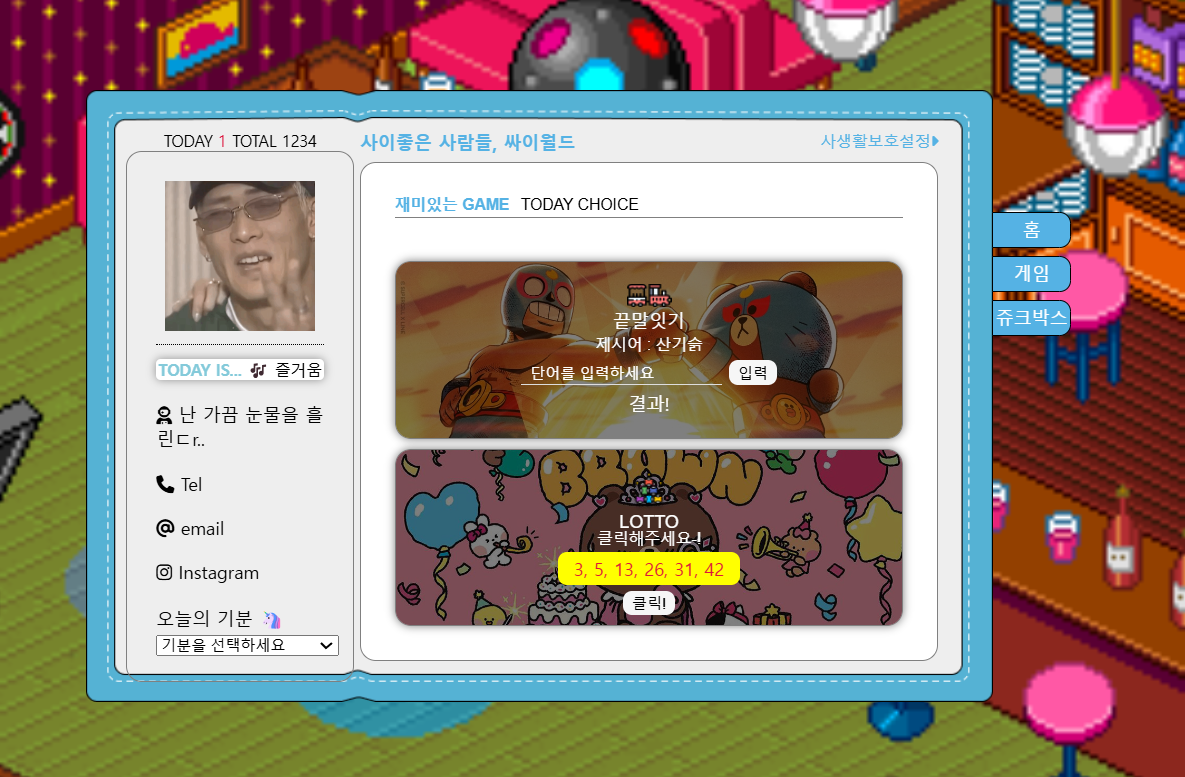 TODAY 1 TOTAL 1234
사이좋은 사람들, 싸이월드
사생활보호설정
TODAY IS... 즐거움
난 가끔 눈물을 흘
린ㄷr..
Tel
email
Instagram
오늘의 기분
기분을 선택하세요
재미있는 GAME TODAY CHOICE
끝말잇기
제시어 : 산기슭
단어를 입력하세요 입력
결과!
BROWN
LOTTO
클릭해주세요~!
3, 5, 13, 26, 31, 42
클릭!
홈
게임
쥬크박스